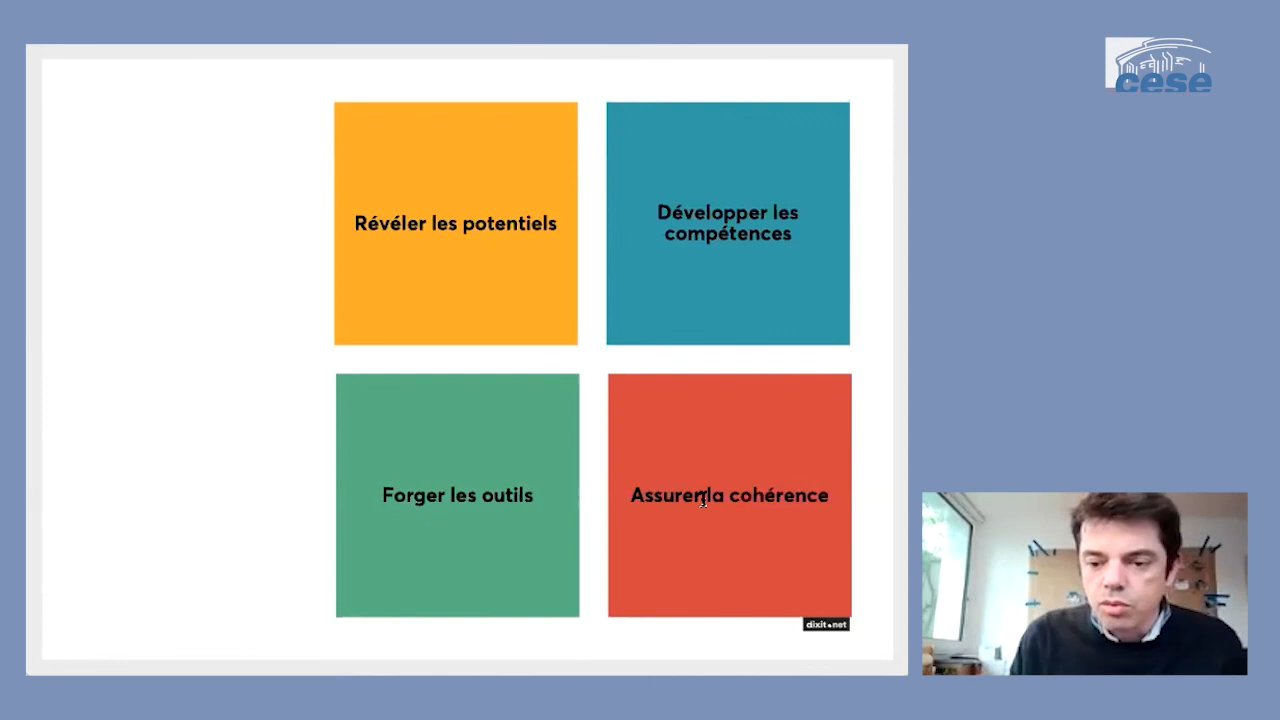 cese
Révéler les potentiels
Développer les
compétences
Forger les outils
Assurer la cohérence
dixit.net